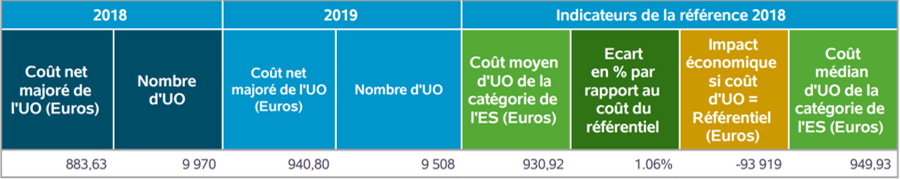 2018
2019
Indicateurs de la référence 2018
Coût net
majoré de
l'UO (Euros)
Nombre
d'UO
Coût net
majoré de l'UO
(Euros)
Nombre d'UO
Coût moyen
d'UO de la
catégorie de
l'ES (Euros)
Ecart
en % par
rapport au
coût du
référentiel
Impact
économique
si coût
d'UO =
Référentiel
(Euros)
Coût
médian
d'UO de la
catégorie de
l'ES (Euros)
883,63
9 970
940,80
9 508
930,92
1.06%
-93 919
949,93